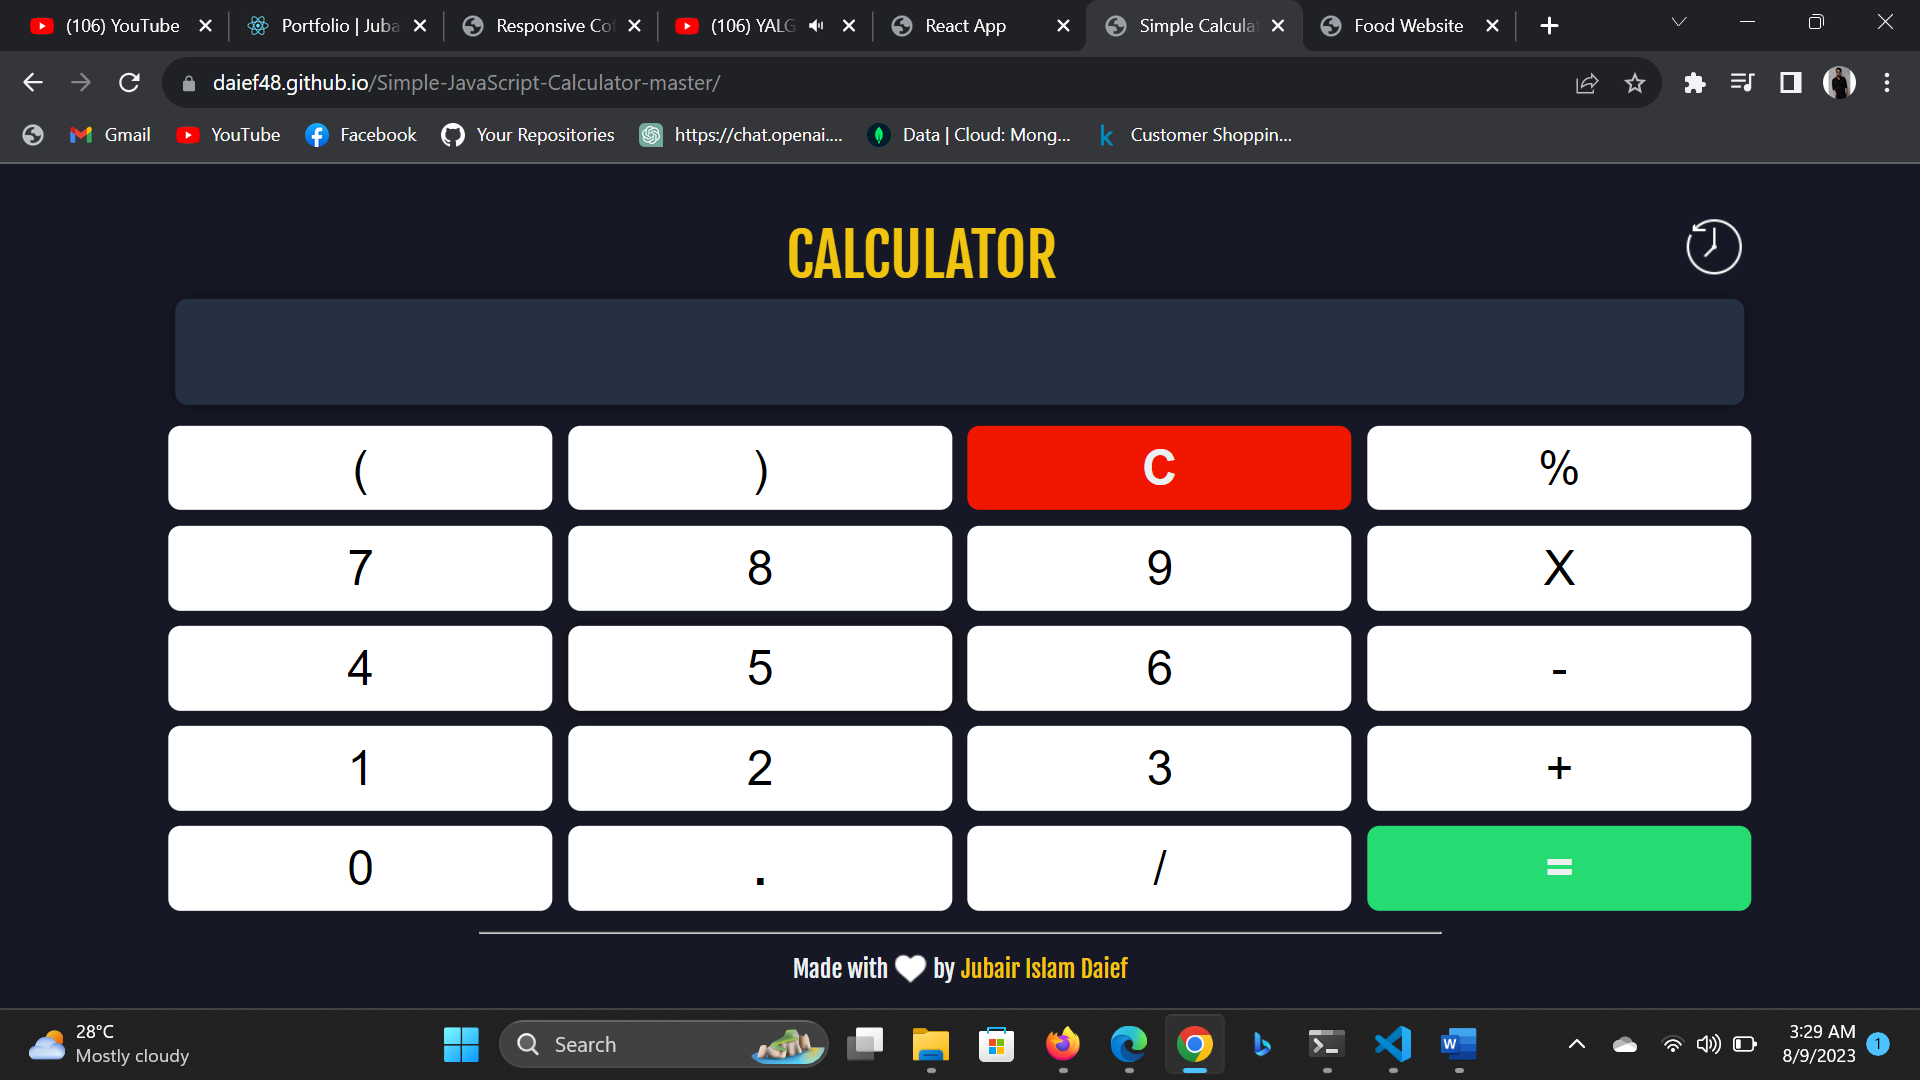 (106) YouTube
Portfolio | Juba
Responsive Co
(106) YALG
React App
Simple Calcula
Food Website
daief48.github.io/Simple-JavaScript-Calculator-master/
Gmail
YouTube
Facebook
Your Repositories
https://chat.openai....
Data | Cloud: Mong...
Customer Shoppin...
CALCULATOR
( ) C %
7 8 9 X
4 5 6 -
1 2 3 +
0 . / =
Made with by Jubair Islam Daief
28°C
Mostly cloudy
Search
3:29 AM
8/9/2023
1